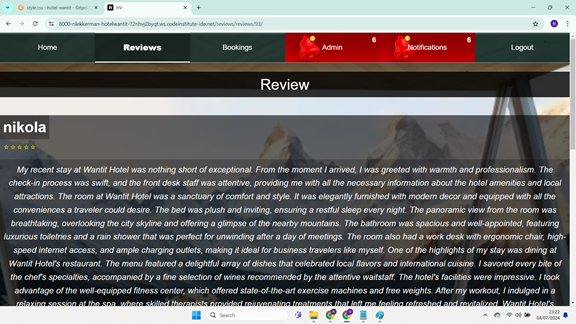 style.css - hotel-wantit - Gitpod
HV
8000-nikkkerman-hotelwantit-72nhvj2byqt.ws.codeinstitute-ide.net/reviews/reviews/93/
Home
Reviews
Bookings
Admin
6
Notifications
6
Logout
Review
nikola
My recent stay at Wantit Hotel was nothing short of exceptional. From the moment I arrived, I was greeted with warmth and professionalism. The
check-in process was swift, and the front desk staff was attentive, providing me with all the necessary information about the hotel amenities and local
attractions. The room at Wantit Hotel was a sanctuary of comfort and style. It was elegantly furnished with modern decor and equipped with all the
conveniences a traveler could desire. The bed was plush and inviting, ensuring a restful sleep every night. The panoramic view from the room was
breathtaking, overlooking the city skyline and offering a glimpse of the nearby mountains. The bathroom was spacious and well-appointed, featuring
luxurious toiletries and a rain shower that was perfect for unwinding after a day of meetings. The room also had a work desk with ergonomic chair, high-
speed internet access, and ample charging outlets, making it ideal for business travelers like myself. One of the highlights of my stay was dining at
Wantit Hotel's restaurant. The menu featured a delightful array of dishes that celebrated local flavors and international cuisine. I savored every bite of
the chef's specialties, accompanied by a fine selection of wines recommended by the attentive waitstaff. The hotel's facilities were impressive. I took
advantage of the well-equipped fitness center, which offered state-of-the-art exercise machines and free weights. After my workout, I indulged in a
relaxing session at the spa, where skilled therapists provided rejuvenating treatments that left me feeling refreshed and revitalized. Wantit Hotel's
Search
23:22
04/07/2024